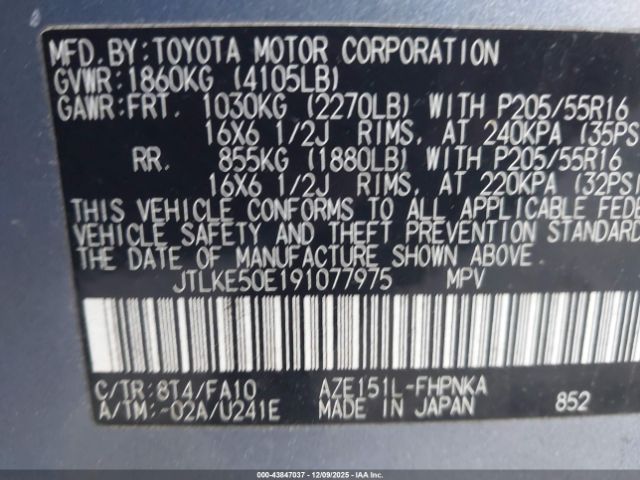 MFD.BY:TOYOTA MOTOR CORPORATION
GVWR:1860KG (4105LB)
GAWR:FRT. 1030KG (2270LB) WITH P205/55R16
16X6 1/2J RIMS, AT 240KPA (35PS
RR. 855KG (1880LB) WITH P205/55R16
16X6 1/2J RIMS, AT 220KPA (32PS
THIS VEHICLE CONFORMS TO ALL APPLICABLE FEDE
VEHICLE SAFETY AND THEFT PREVENTION STANDARD
THE DATE OF MANUFACTURE SHOWN ABOVE.
JTLKE50E191077975 MPV
C/TR:8T4/FA10 AZE151L-FHPNKA
A/TM:-02A/U241E MADE IN JAPAN 852
000-43847037 - 12/09/2025 - IAAI.COM